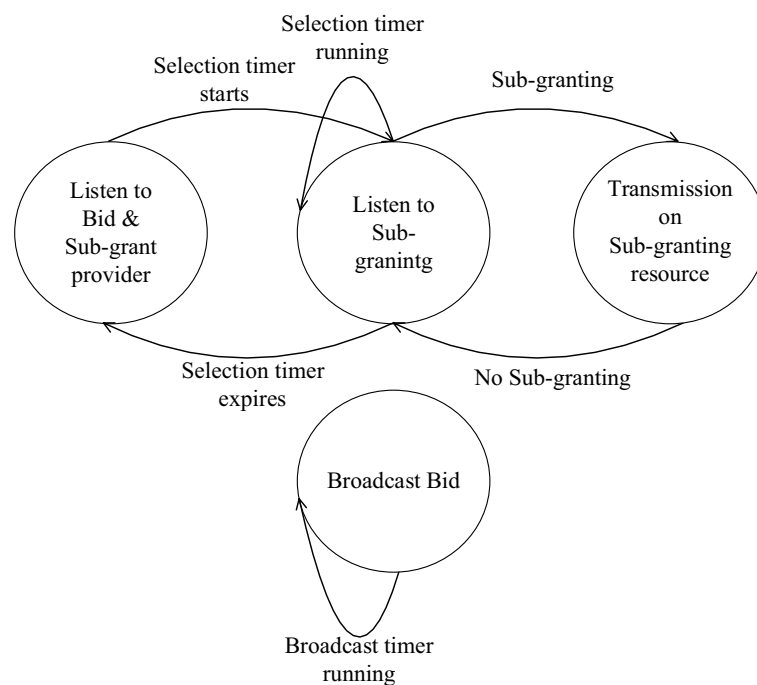 Selection timer
running
Selection timer
starts
Sub-granting
Listen to
Bid &
Sub-grant
provider
Listen to
Sub-
granintg
Transmission
on
Sub-granting
resource
Selection timer
expires
No Sub-granting
Broadcast Bid
Broadcast timer
running